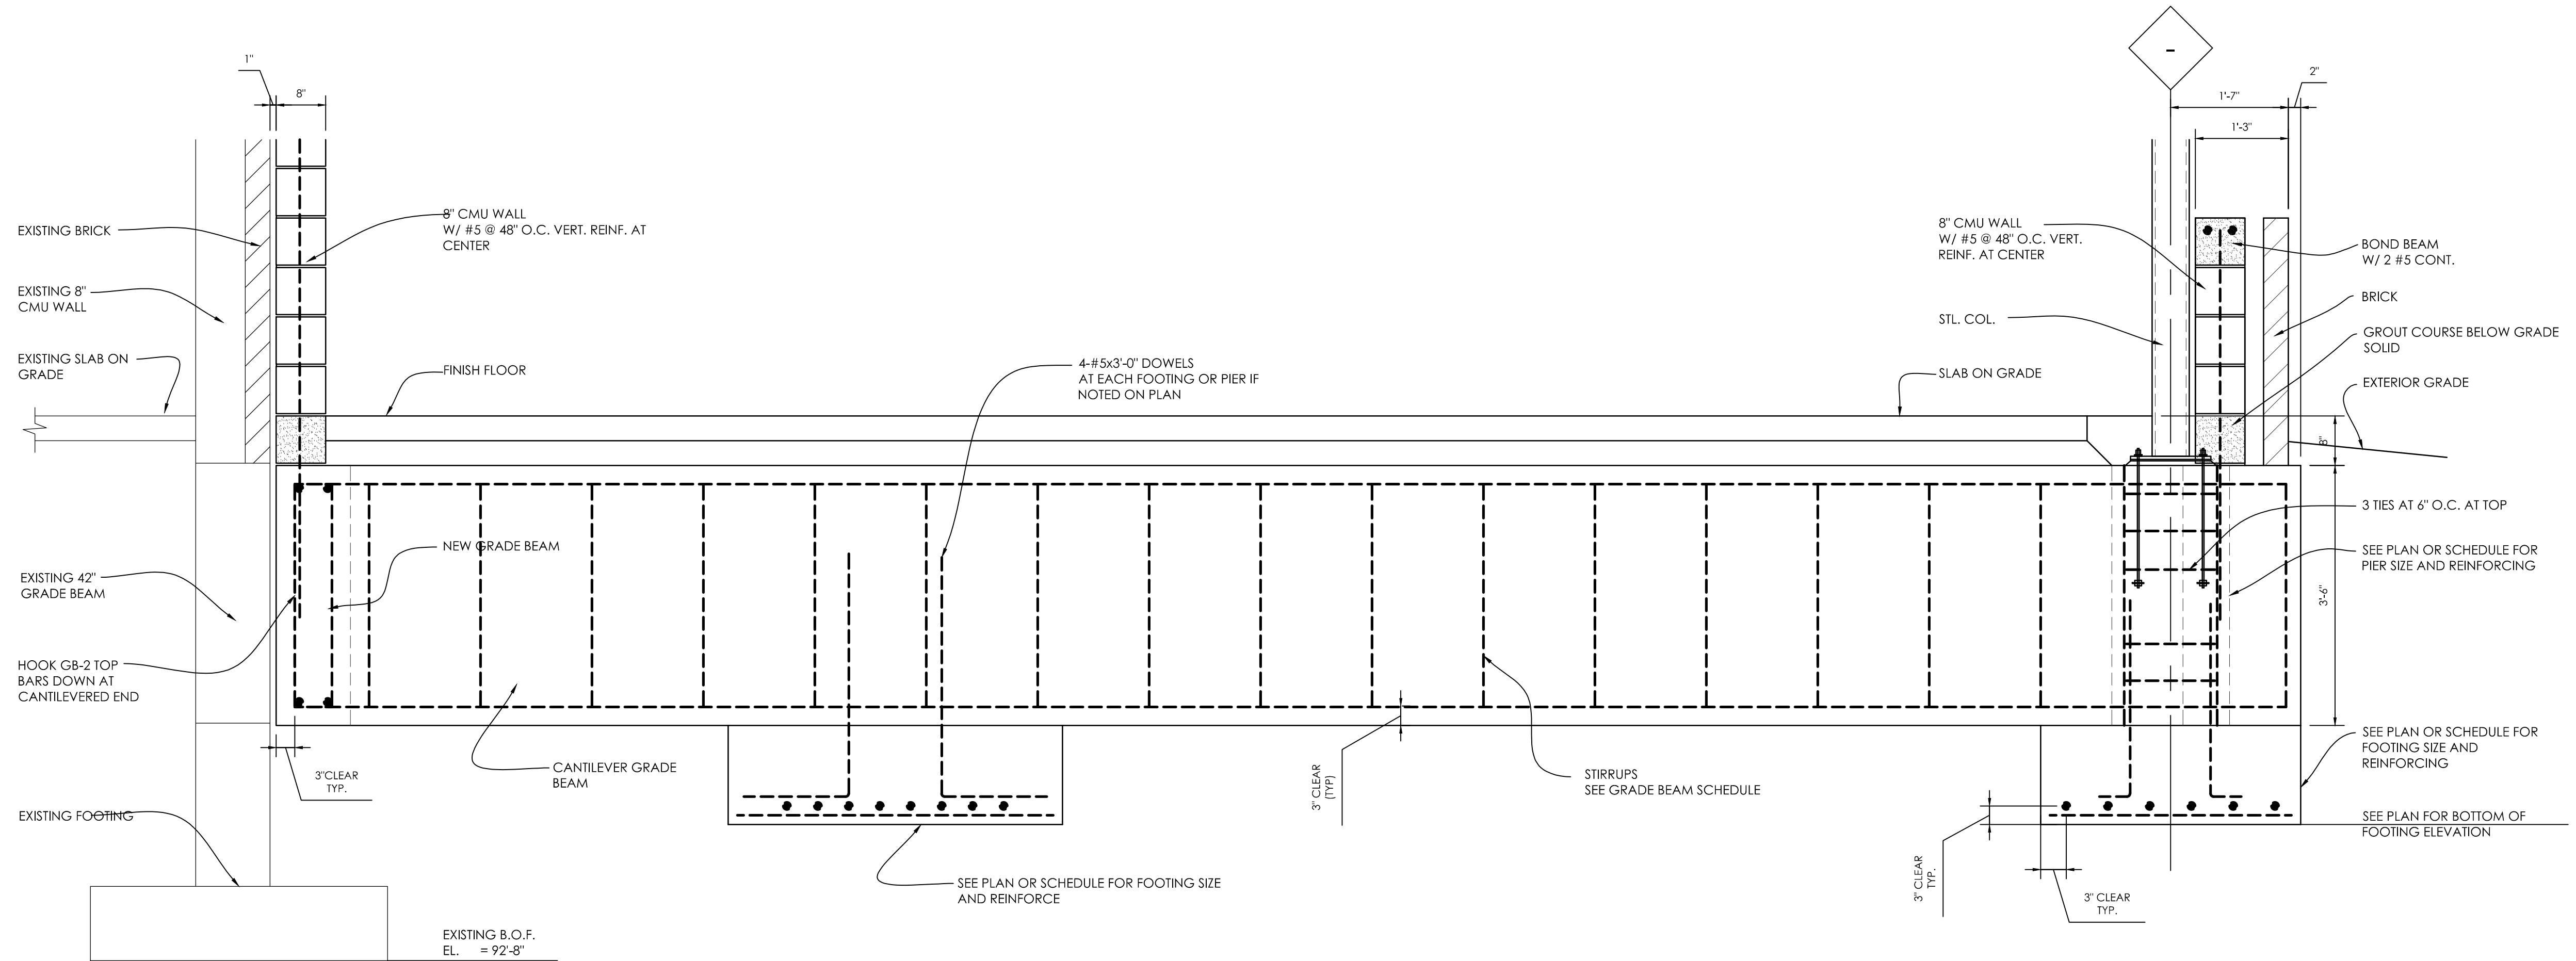 -
1"
8"
2"
1'-7"
1'-3"
EXISTING BRICK
EXISTING 8"
CMU WALL
EXISTING SLAB ON
GRADE
8" CMU WALL
W/ #5 @ 48" O.C. VERT. REINF. AT
CENTER
FINISH FLOOR
4-#5x3'-0" DOWELS
AT EACH FOOTING OR PIER IF
NOTED ON PLAN
8" CMU WALL
W/ #5 @ 48" O.C. VERT.
REINF. AT CENTER
STL. COL.
SLAB ON GRADE
BOND BEAM
W/ 2 #5 CONT.
BRICK
GROUT COURSE BELOW GRADE
SOLID
EXTERIOR GRADE
8"
3'-6"
3 TIES AT 6" O.C. AT TOP
SEE PLAN OR SCHEDULE FOR
PIER SIZE AND REINFORCING
NEW GRADE BEAM
EXISTING 42"
GRADE BEAM
HOOK GB-2 TOP
BARS DOWN AT
CANTILEVERED END
3"CLEAR
TYP.
CANTILEVER GRADE
BEAM
3" CLEAR
(TYP)
STIRRUPS
SEE GRADE BEAM SCHEDULE
SEE PLAN OR SCHEDULE FOR
FOOTING SIZE AND
REINFORCING
EXISTING FOOTING
SEE PLAN FOR BOTTOM OF
FOOTING ELEVATION
SEE PLAN OR SCHEDULE FOR FOOTING SIZE
AND REINFORCE
3" CLEAR
TYP.
3" CLEAR
TYP.
EXISTING B.O.F.
EL. = 92'-8"